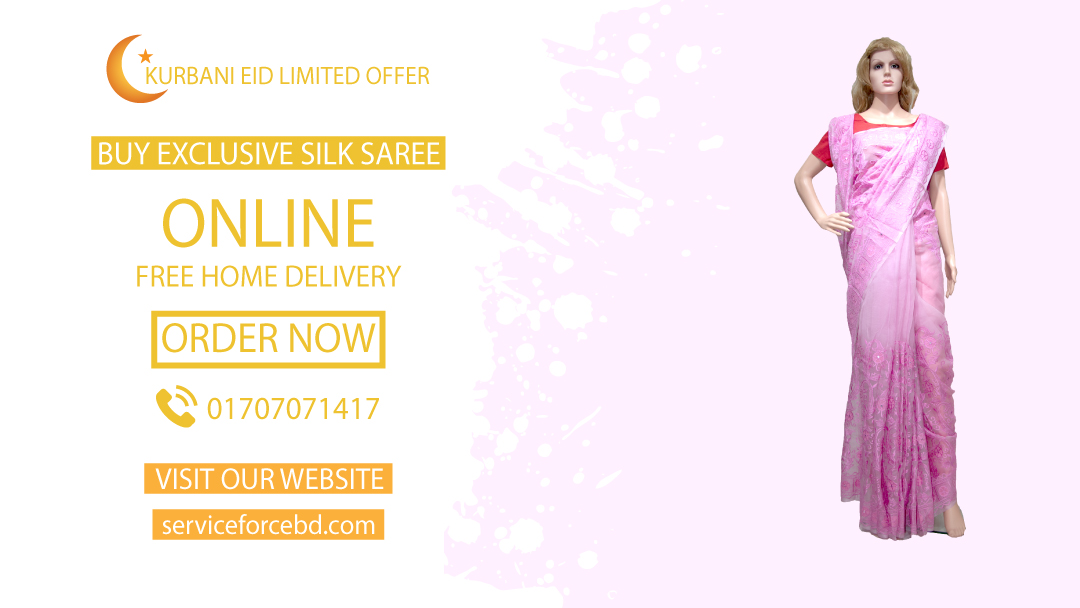 KURBANI EID LIMITED OFFER
BUY EXCLUSIVE SILK SAREE
ONLINE
FREE HOME DELIVERY
ORDER NOW
01707071417
VISIT OUR WEBSITE
serviceforcebd.com